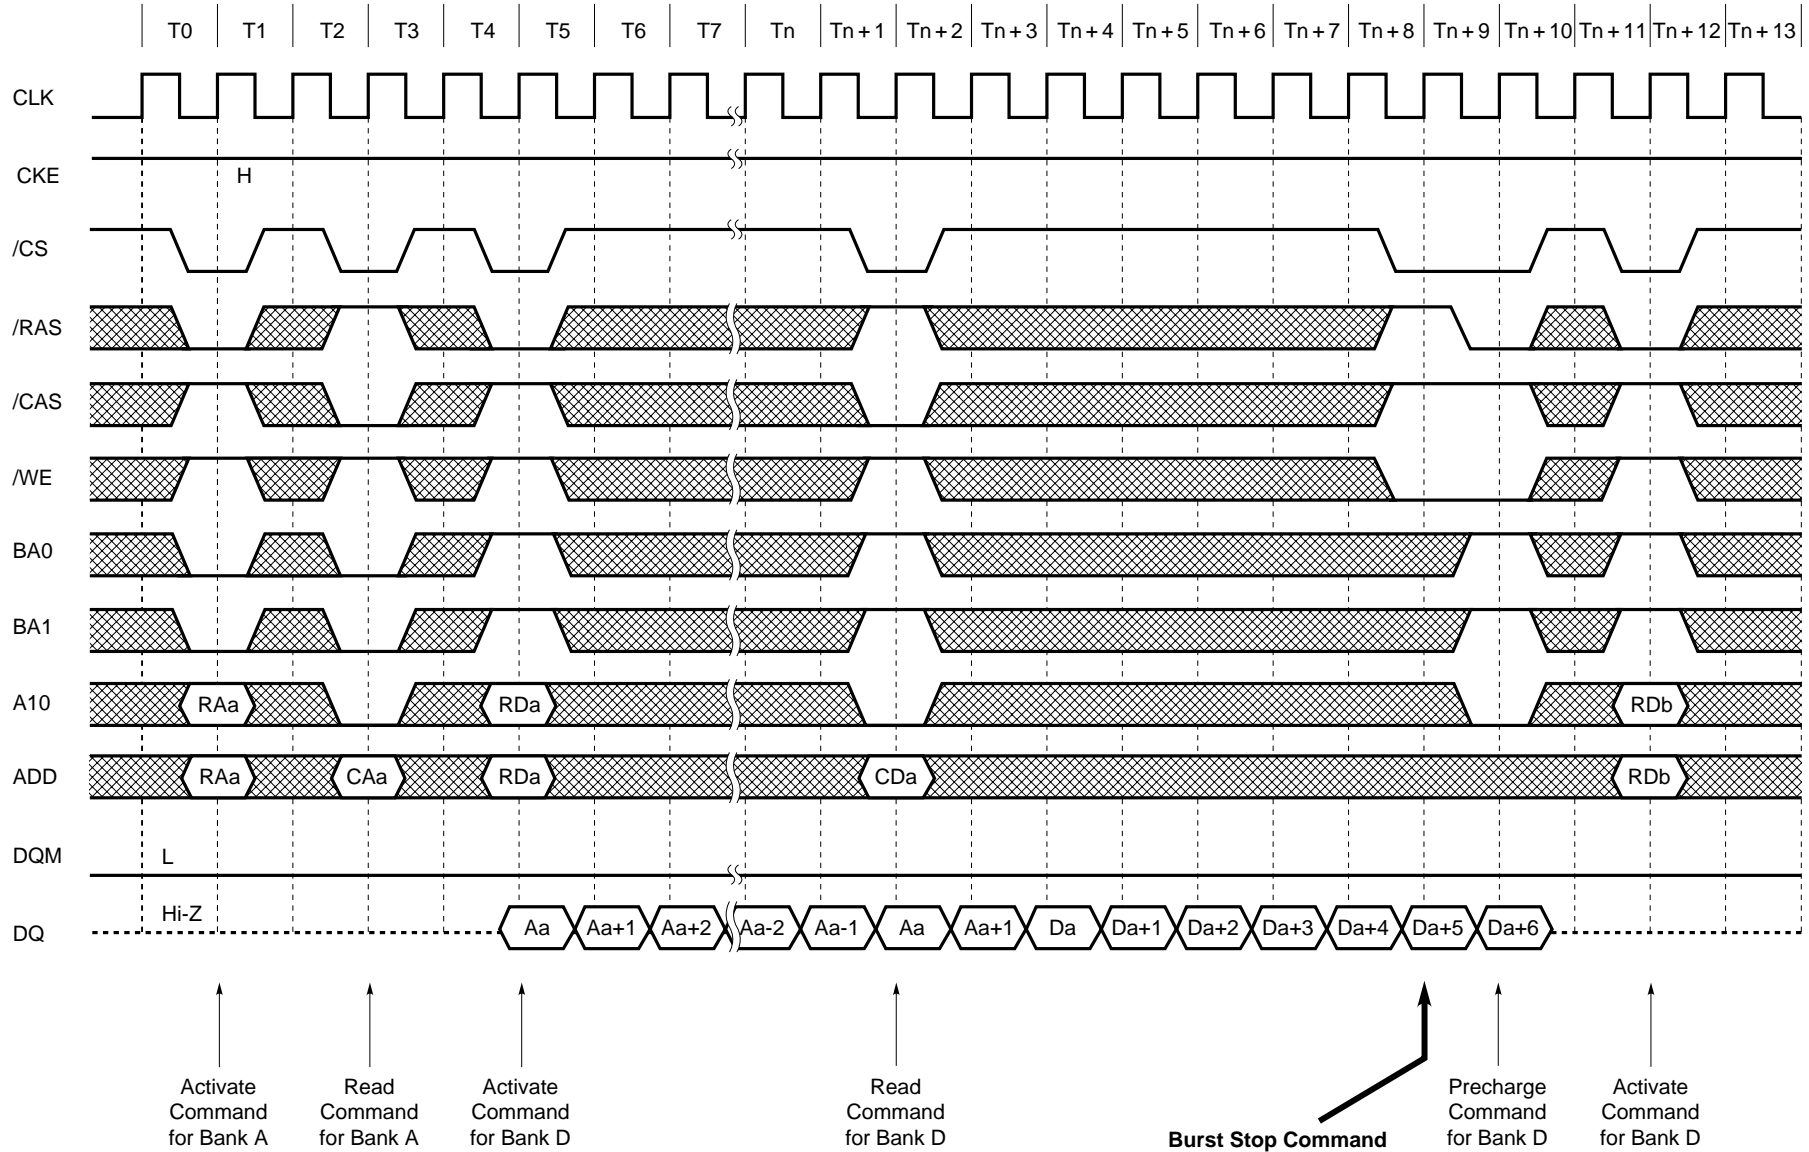 T0 T1 T2 T3 T4 T5 T6 T7 Tn Tn + 1 Tn + 2 Tn + 3 Tn + 4 Tn + 5 Tn + 6 Tn + 7 Tn + 8 Tn + 9 Tn + 10 Tn + 11 Tn + 12 Tn + 13
CLK
CKE H
/CS
/RAS
/CAS
/WE
BA0
BA1
A10 RAa RDa RDb
ADD RAa CAa RDa CDa RDb
DQM L
Hi-Z
DQ Aa Aa+1 Aa+2 Aa-2 Aa-1 Aa Aa+1 Da Da+1 Da+2 Da+3 Da+4 Da+5 Da+6
Activate
Command
for Bank A
Read
Command
for Bank A
Activate
Command
for Bank D
Read
Command
for Bank D
Burst Stop Command
Precharge
Command
for Bank D
Activate
Command
for Bank D